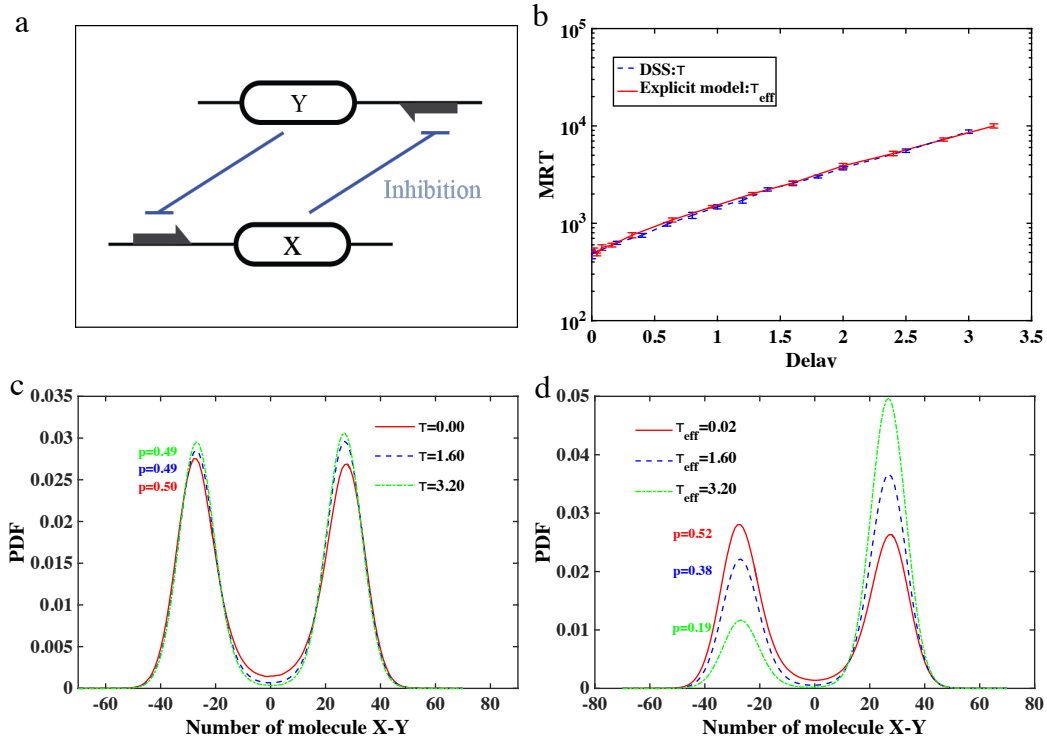 a
Y
Inhibition
X
b
10^5
10^4
10^3
10^2
MRT
DSS:τ
Explicit model:τ_eff
0
0.5
1
1.5
2
2.5
3
3.5
Delay
c
0.035
0.03
0.025
0.02
0.015
0.01
0.005
0
PDF
p=0.49
p=0.49
p=0.50
τ=0.00
τ=1.60
τ=3.20
-60
-40
-20
0
20
40
60
80
Number of molecule X-Y
d
0.05
0.04
0.03
0.02
0.01
0
PDF
τ_eff=0.02
τ_eff=1.60
τ_eff=3.20
p=0.52
p=0.38
p=0.19
-80
-60
-40
-20
0
20
40
60
80
Number of molecule X-Y